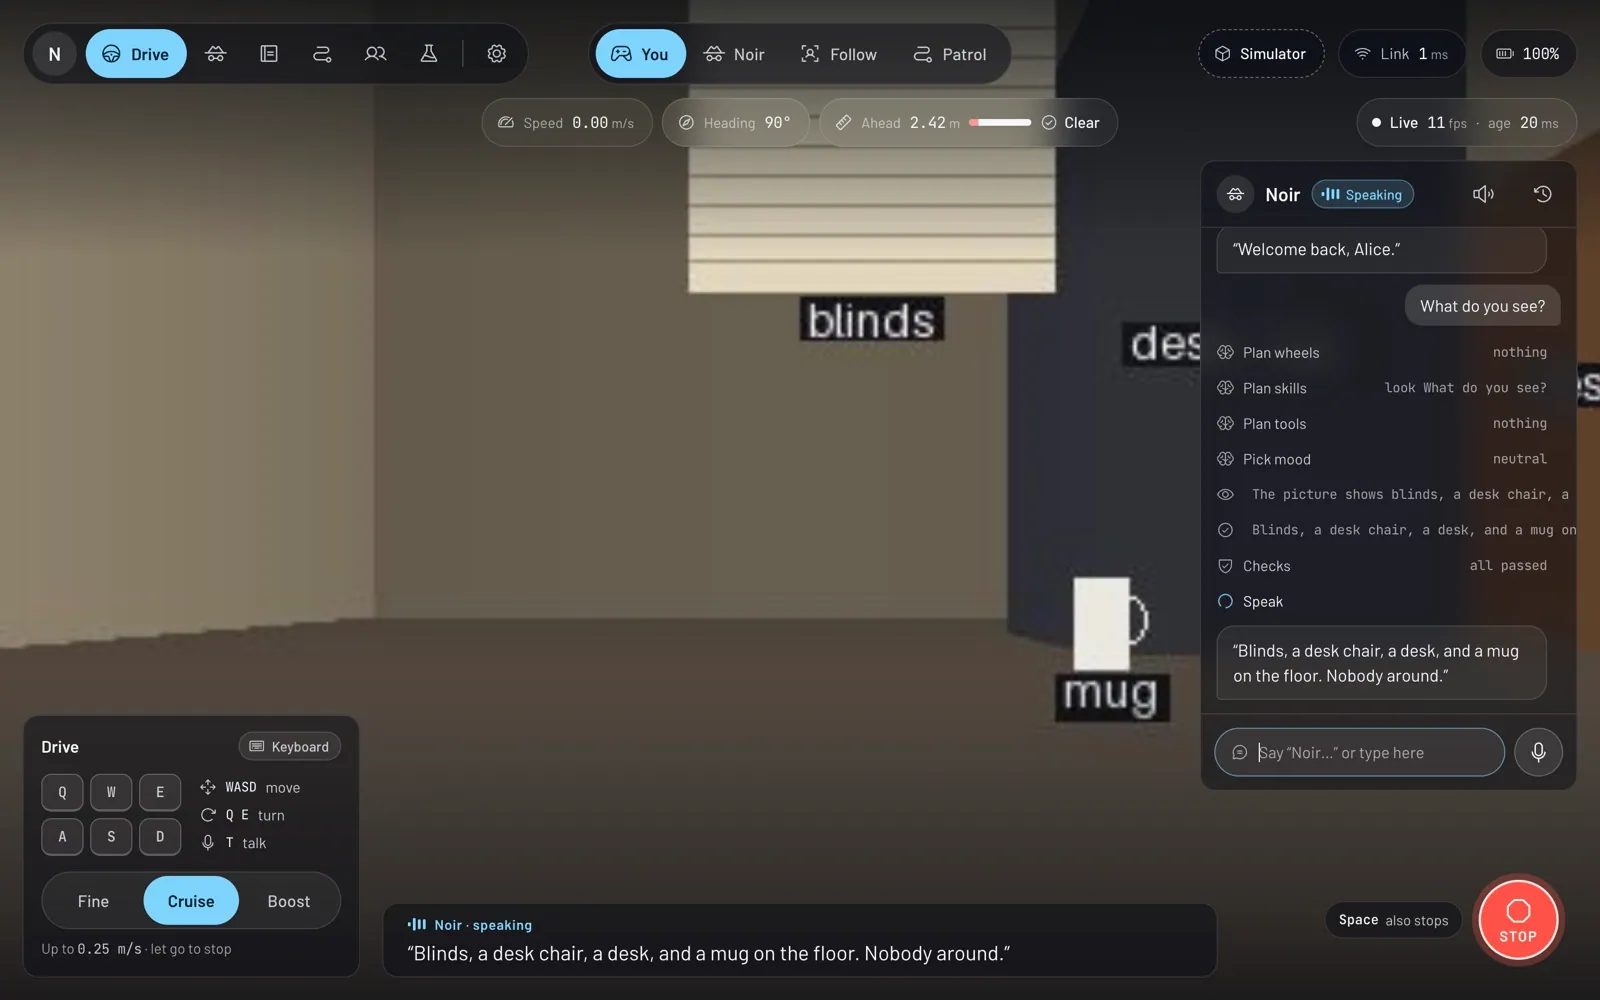 N Drive You Noir Follow Patrol Simulator Link 1 ms 100%
Speed 0.00 m/s Heading 90° Ahead 2.42 m Clear Live 11 fps · age 20 ms
Noir Speaking
“Welcome back, Alice.”
What do you see?
Plan wheels nothing
Plan skills look What do you see?
Plan tools nothing
Pick mood neutral
The picture shows blinds, a desk chair, a
Blinds, a desk chair, a desk, and a mug on
Checks all passed
Speak
“Blinds, a desk chair, a desk, and a mug
on the floor. Nobody around.”
Say “Noir...” or type here
blinds
des
es
mug
Drive Keyboard
Q W E
A S D
WASD move
Q E turn
T talk
Fine Cruise Boost
Up to 0.25 m/s · let go to stop
Noir · speaking
“Blinds, a desk chair, a desk, and a mug on the floor. Nobody around.”
Space also stops
STOP